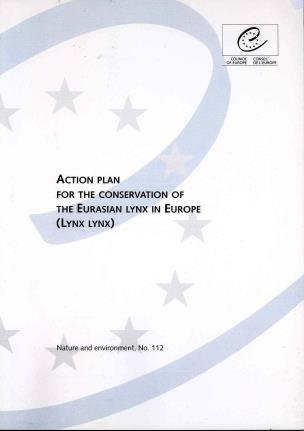 COUNCIL CONSEIL
OF EUROPE DE L'EUROPE
ACTION PLAN
FOR THE CONSERVATION OF
THE EURASIAN LYNX IN EUROPE
(LYNX LYNX)
Nature and environment, No. 112